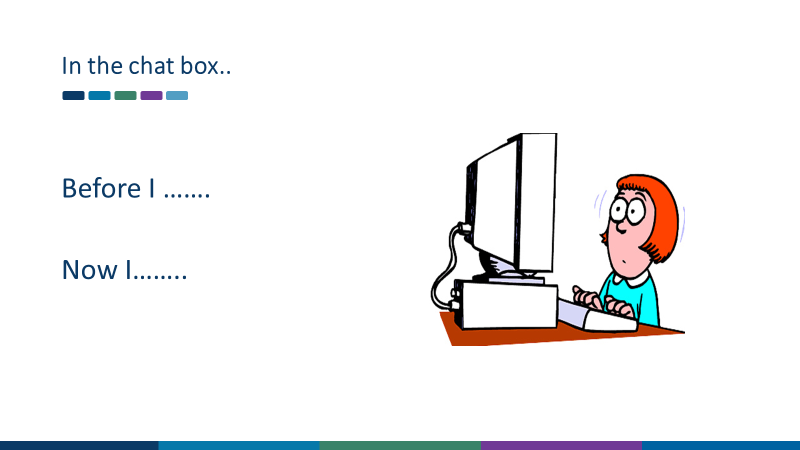 In the chat box..
Before I …….
Now I……..